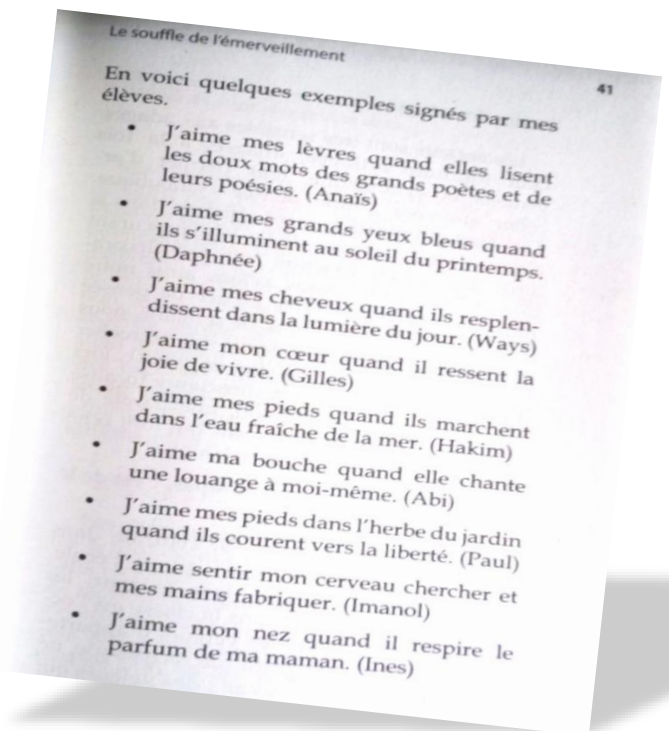 Le souffle de l'émerveillement
41
En voici quelques exemples signés par mes
élèves.
• J'aime mes lèvres quand elles lisent
les doux mots des grands poètes et de
leurs poésies. (Anaïs)
• J'aime mes grands yeux bleus quand
ils s'illuminent au soleil du printemps.
(Daphnée)
• J'aime mes cheveux quand ils resplen-
dissent dans la lumière du jour. (Ways)
• J'aime mon cœur quand il ressent la
joie de vivre. (Gilles)
• J'aime mes pieds quand ils marchent
dans l'eau fraîche de la mer. (Hakim)
• J'aime ma bouche quand elle chante
une louange à moi-même. (Abi)
• J'aime mes pieds dans l'herbe du jardin
quand ils courent vers la liberté. (Paul)
• J'aime sentir mon cerveau chercher et
mes mains fabriquer. (Imanol)
• J'aime mon nez quand il respire le
parfum de ma maman. (Ines)